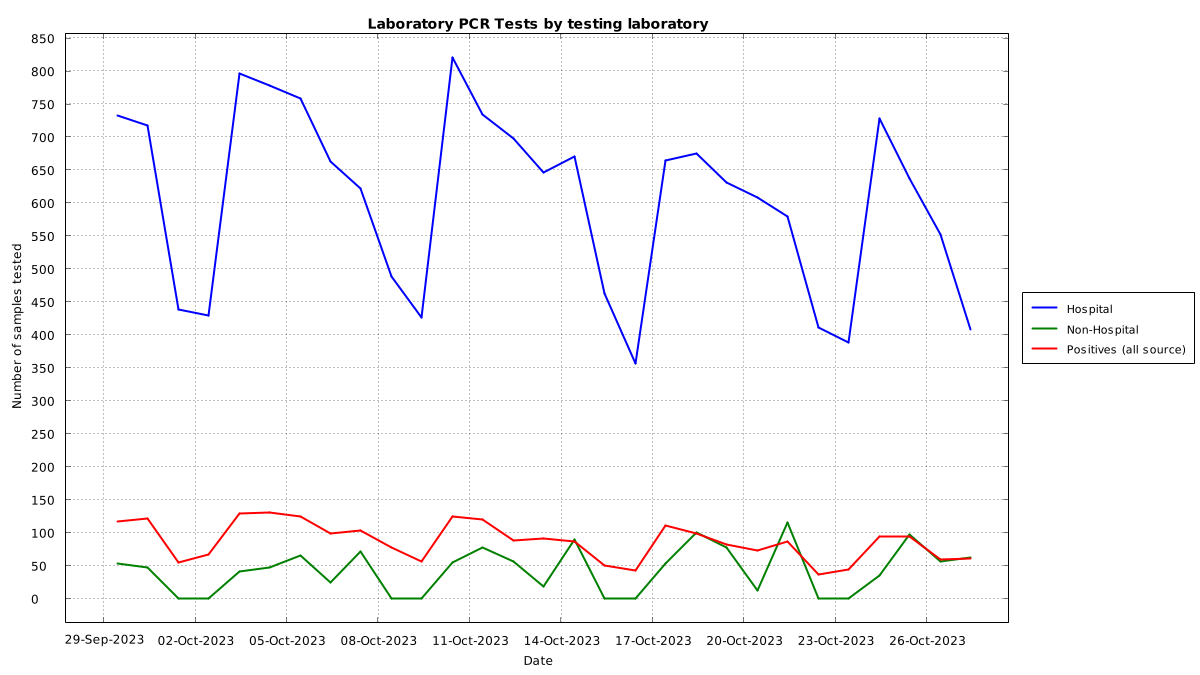 Laboratory PCR Tests by testing laboratory
850
800
750
700
650
600
550
500
450
400
350
300
250
200
150
100
50
0
Number of samples tested
29-Sep-2023 02-Oct-2023 05-Oct-2023 08-Oct-2023 11-Oct-2023 14-Oct-2023 17-Oct-2023 20-Oct-2023 23-Oct-2023 26-Oct-2023
Date
Hospital
Non-Hospital
Positives (all source)